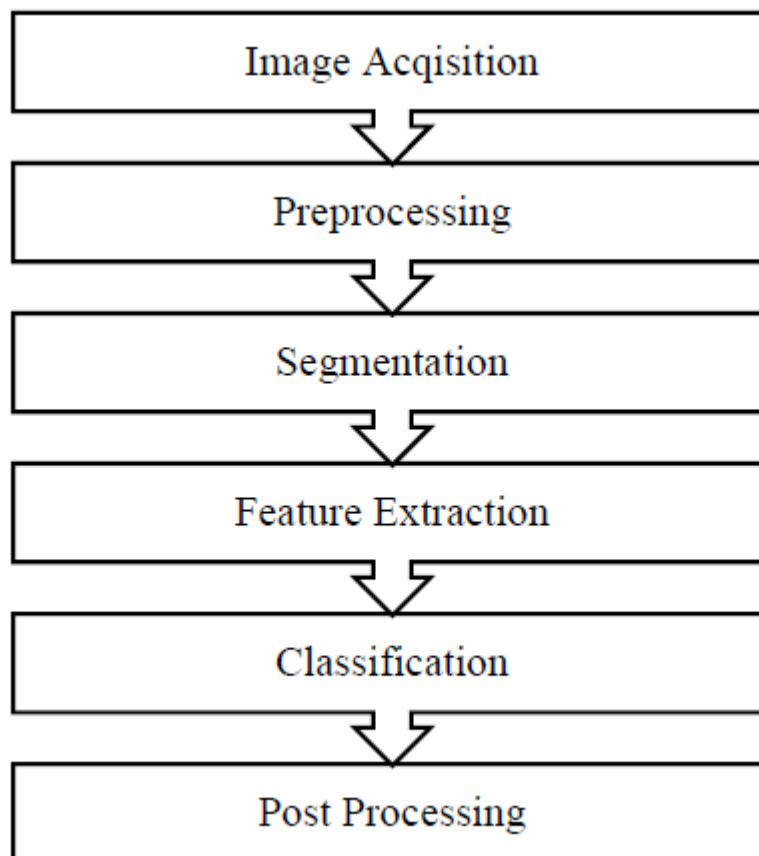 Image Acqisition
Preprocessing
Segmentation
Feature Extraction
Classification
Post Processing